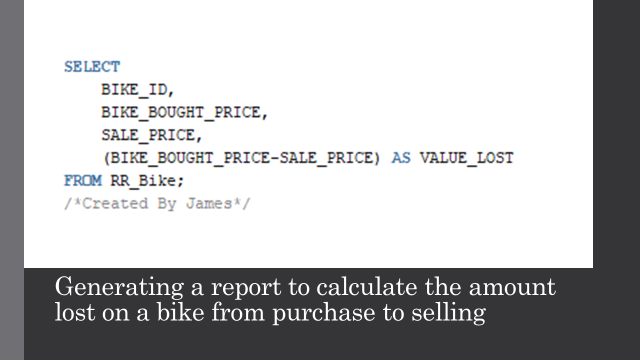 SELECT
BIKE_ID,
BIKE_BOUGHT_PRICE,
SALE_PRICE,
(BIKE_BOUGHT_PRICE-SALE_PRICE) AS VALUE_LOST
FROM RR_Bike;
/*Created By James*/
Generating a report to calculate the amount
lost on a bike from purchase to selling